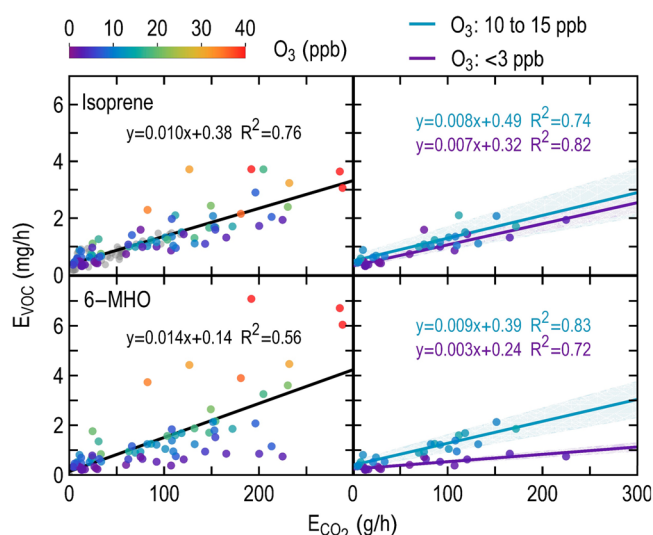 0 10 20 30 40
O3 (ppb)
O3: 10 to 15 ppb
O3: <3 ppb
Isoprene
y=0.010x+0.38 R2=0.76
y=0.008x+0.49 R2=0.74
y=0.007x+0.32 R2=0.82
6−MHO
y=0.014x+0.14 R2=0.56
y=0.009x+0.39 R2=0.83
y=0.003x+0.24 R2=0.72
EVOC (mg/h)
6
4
2
0
6
4
2
0
0 100 200 0 100 200 300
ECO2 (g/h)